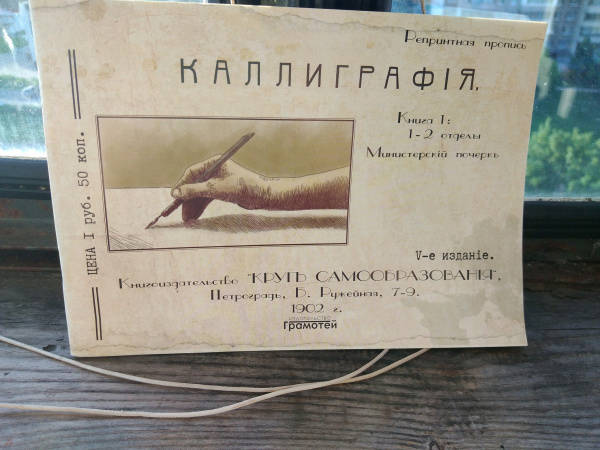 Репринтная пропись
КАЛЛИГРАФІЯ.
Книга 1:
1-2 отделы
Министерскій почеркъ
ЦЕНА I руб. 50 коп.
V-е изданіе.
Книгоиздательство "КРУГЪ САМООБРАЗОВАНІЯ",
Петроградъ, Б. Ружейная, 7-9.
1902 г.
ИЗДАТЕЛЬСТВО
Грамотей